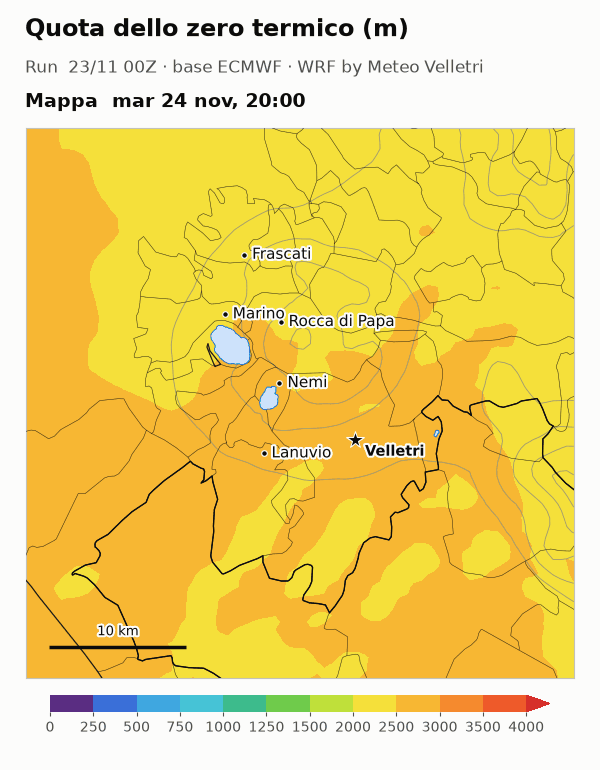 Quota dello zero termico (m)
Run 23/11 00Z · base ECMWF · WRF by Meteo Velletri
Mappa mar 24 nov, 20:00
Frascati
Marino
Rocca di Papa
Nemi
Velletri
Lanuvio
10 km
0 250 500 750 1000 1250 1500 2000 2500 3000 3500 4000